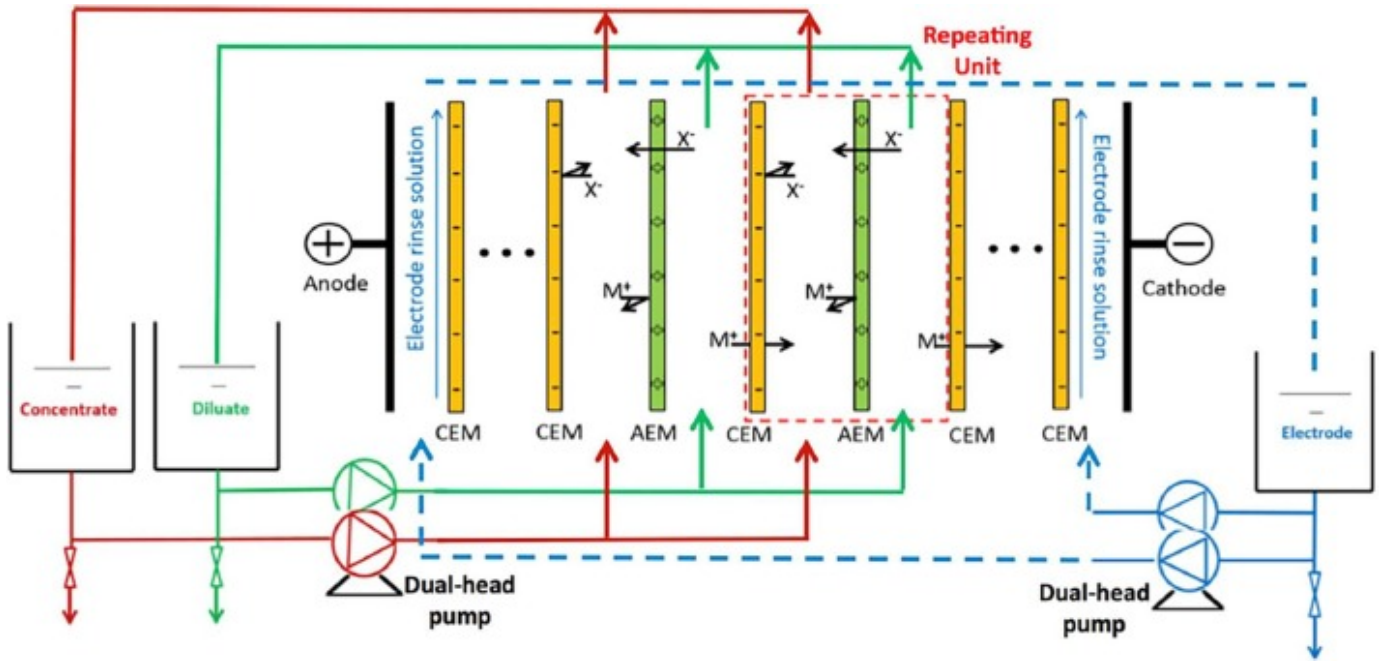 Repeating
Unit
Electrode rinse solution
X⁻
X⁻
X⁻
X⁻
Electrode rinse solution
+
Anode
−
Cathode
M⁺
M⁺
M⁺
M⁺
Concentrate
Diluate
Electrode
CEM
CEM
AEM
CEM
AEM
CEM
CEM
Dual-head
pump
Dual-head
pump